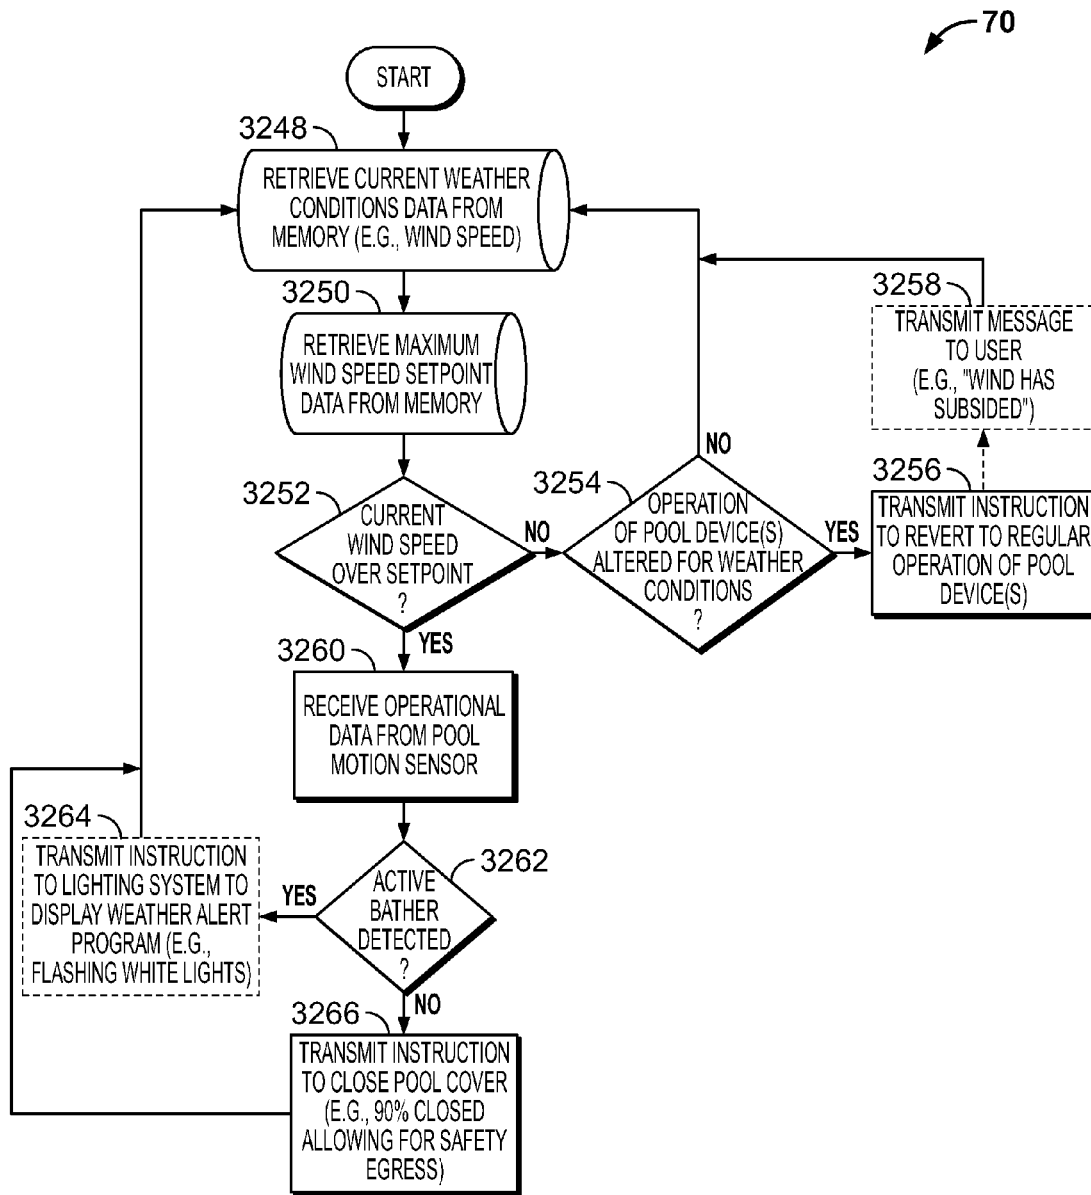 70
START
3248
RETRIEVE CURRENT WEATHER
CONDITIONS DATA FROM
MEMORY (E.G., WIND SPEED)
3250
RETRIEVE MAXIMUM
WIND SPEED SETPOINT
DATA FROM MEMORY
3252
CURRENT
WIND SPEED
OVER SETPOINT
?
NO
YES
3254
OPERATION
OF POOL DEVICE(S)
ALTERED FOR WEATHER
CONDITIONS
?
NO
YES
3256
TRANSMIT INSTRUCTION
TO REVERT TO REGULAR
OPERATION OF POOL
DEVICE(S)
3258
TRANSMIT MESSAGE
TO USER
(E.G., "WIND HAS
SUBSIDED")
3260
RECEIVE OPERATIONAL
DATA FROM POOL
MOTION SENSOR
3262
ACTIVE
BATHER
DETECTED
?
YES
NO
3264
TRANSMIT INSTRUCTION
TO LIGHTING SYSTEM TO
DISPLAY WEATHER ALERT
PROGRAM (E.G.,
FLASHING WHITE LIGHTS)
3266
TRANSMIT INSTRUCTION
TO CLOSE POOL COVER
(E.G., 90% CLOSED
ALLOWING FOR SAFETY
EGRESS)